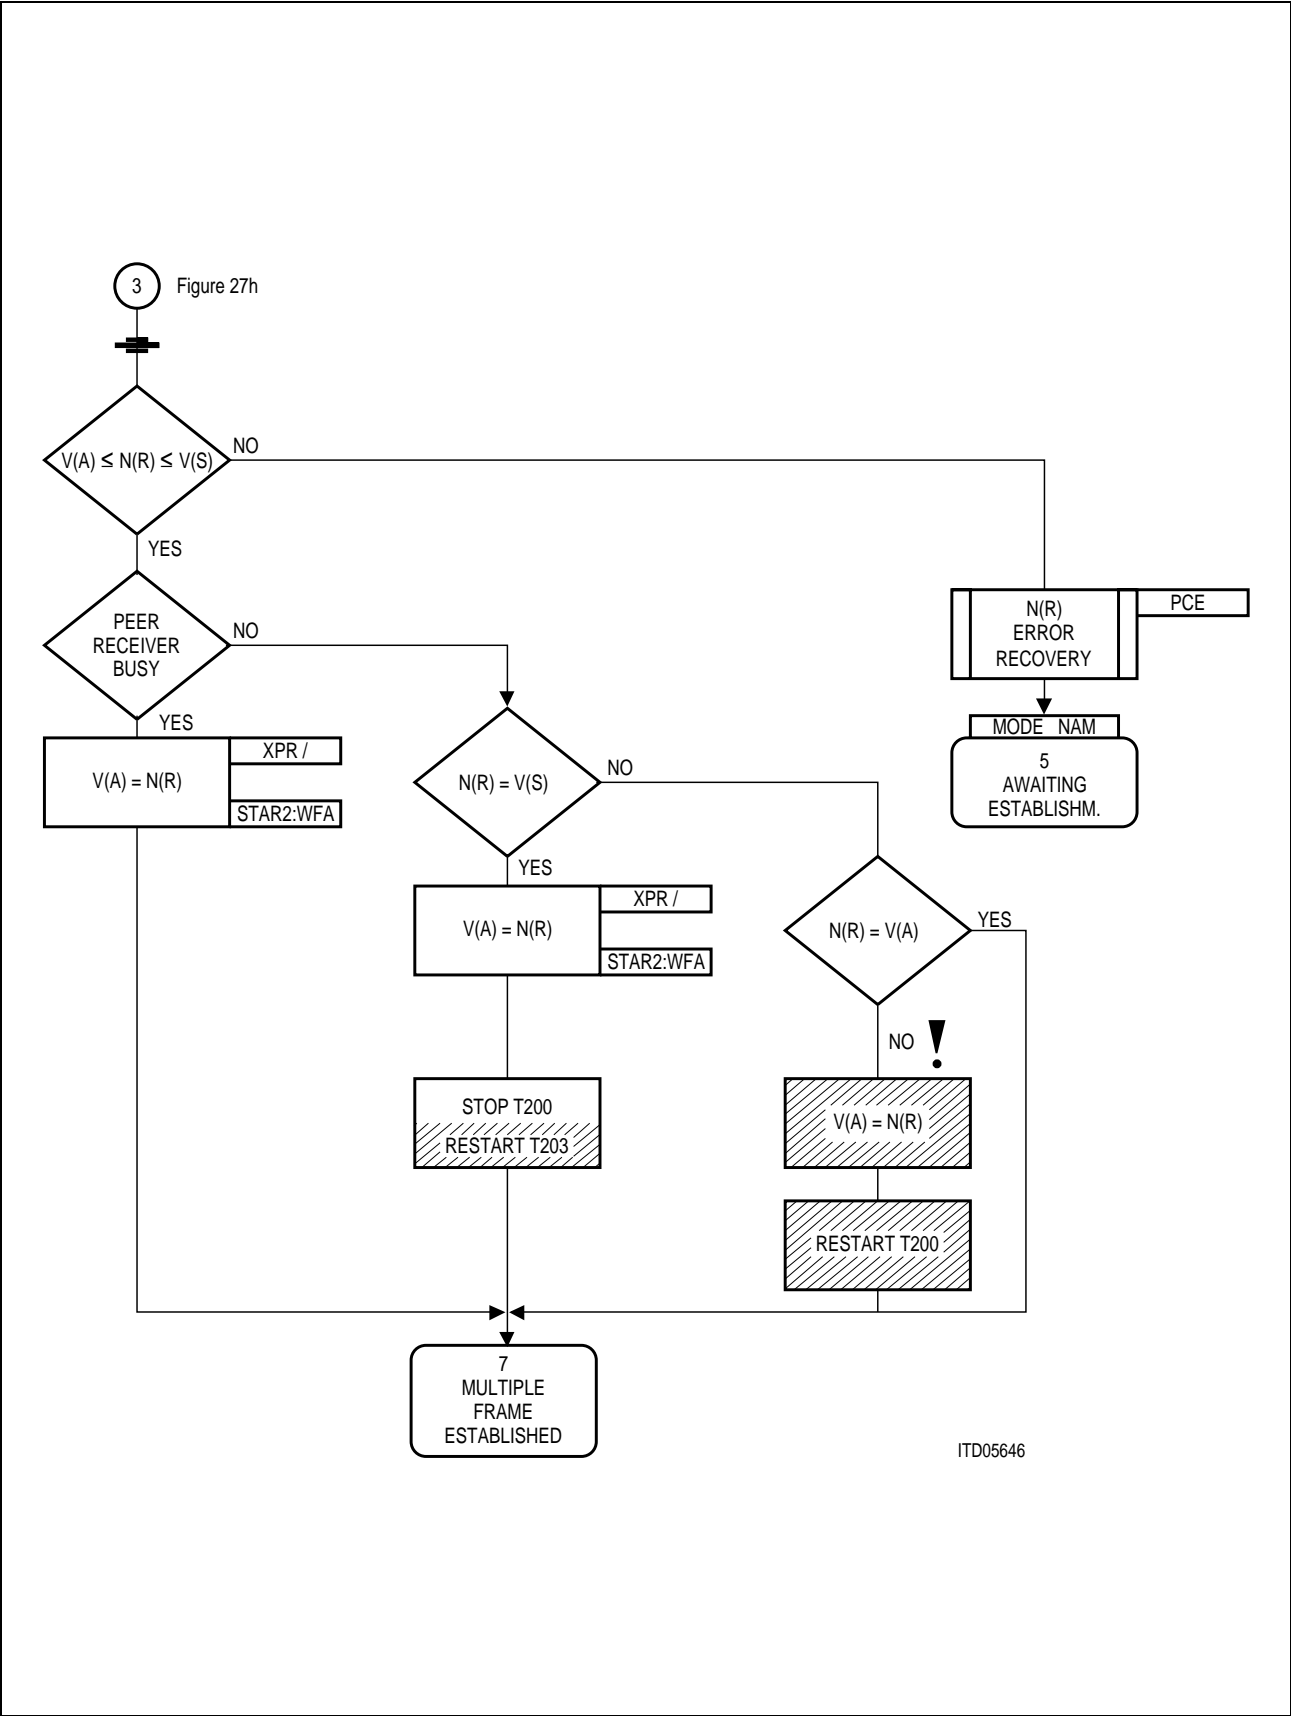 3 Figure 27h
V(A) ≤ N(R) ≤ V(S)
NO
YES
PEER
RECEIVER
BUSY
NO
YES
V(A) = N(R)
XPR /
STAR2:WFA
N(R) = V(S)
NO
YES
V(A) = N(R)
XPR /
STAR2:WFA
STOP T200
RESTART T203
N(R) = V(A)
YES
NO !
V(A) = N(R)
RESTART T200
N(R)
ERROR
RECOVERY
PCE
MODE NAM
5
AWAITING
ESTABLISHM.
7
MULTIPLE
FRAME
ESTABLISHED
ITD05646